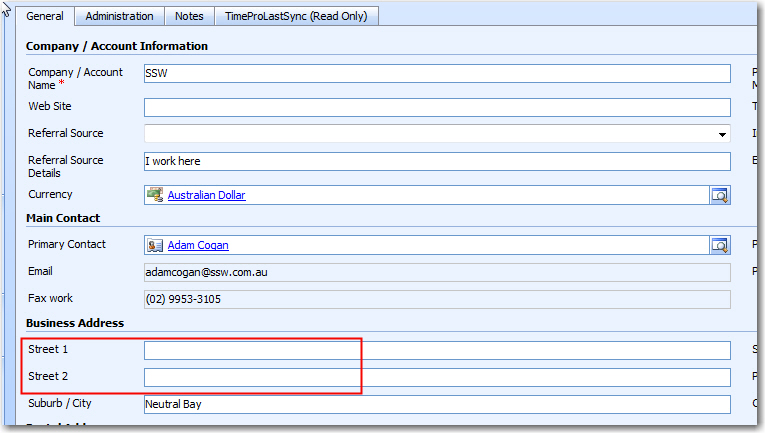 General Administration Notes TimeProLastSync (Read Only)
Company / Account Information
Company / Account
Name * SSW
Web Site
Referral Source
Referral Source
Details I work here
Currency Australian Dollar
Main Contact
Primary Contact Adam Cogan
Email adamcogan@ssw.com.au
Fax work (02) 9953-3105
Business Address
Street 1
Street 2
Suburb / City Neutral Bay